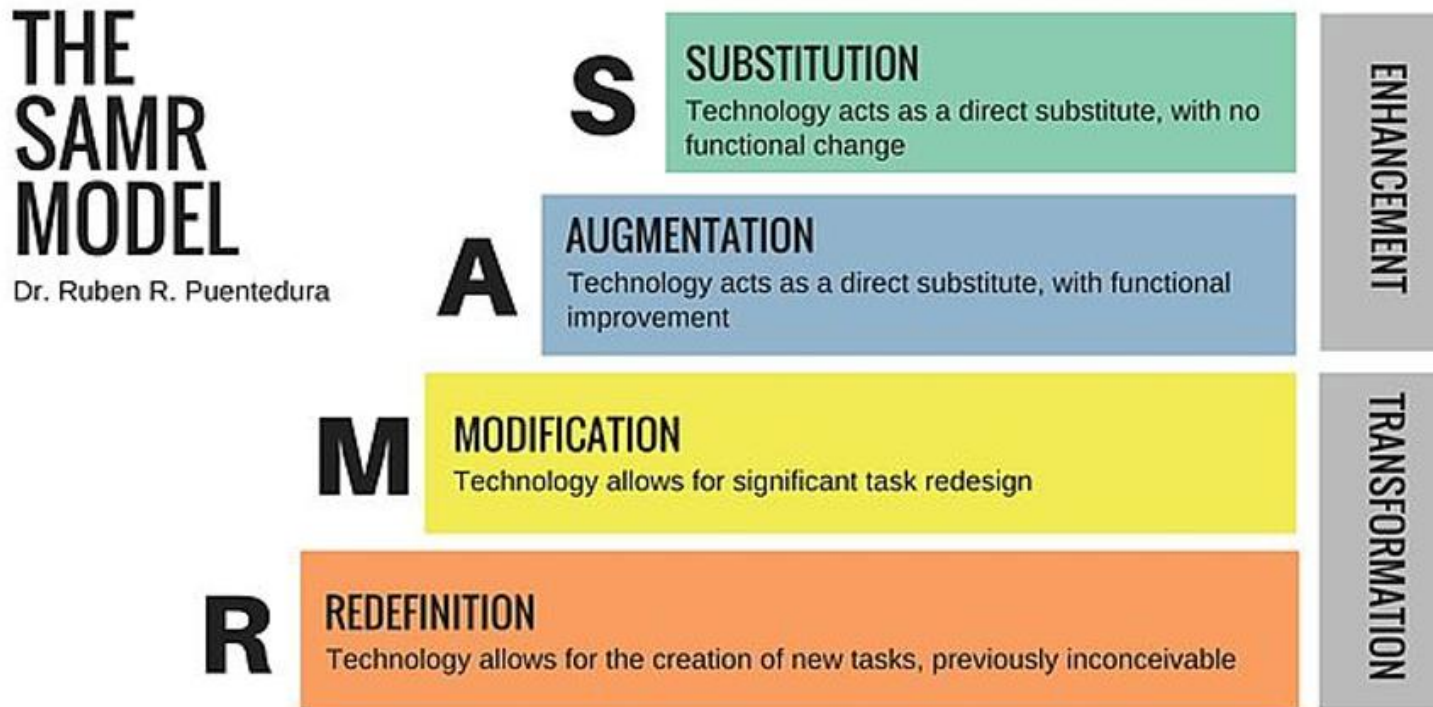 THE
SAMR
MODEL
Dr. Ruben R. Puentedura
S
SUBSTITUTION
Technology acts as a direct substitute, with no
functional change
A
AUGMENTATION
Technology acts as a direct substitute, with functional
improvement
ENHANCEMENT
M
MODIFICATION
Technology allows for significant task redesign
R
REDEFINITION
Technology allows for the creation of new tasks, previously inconceivable
TRANSFORMATION